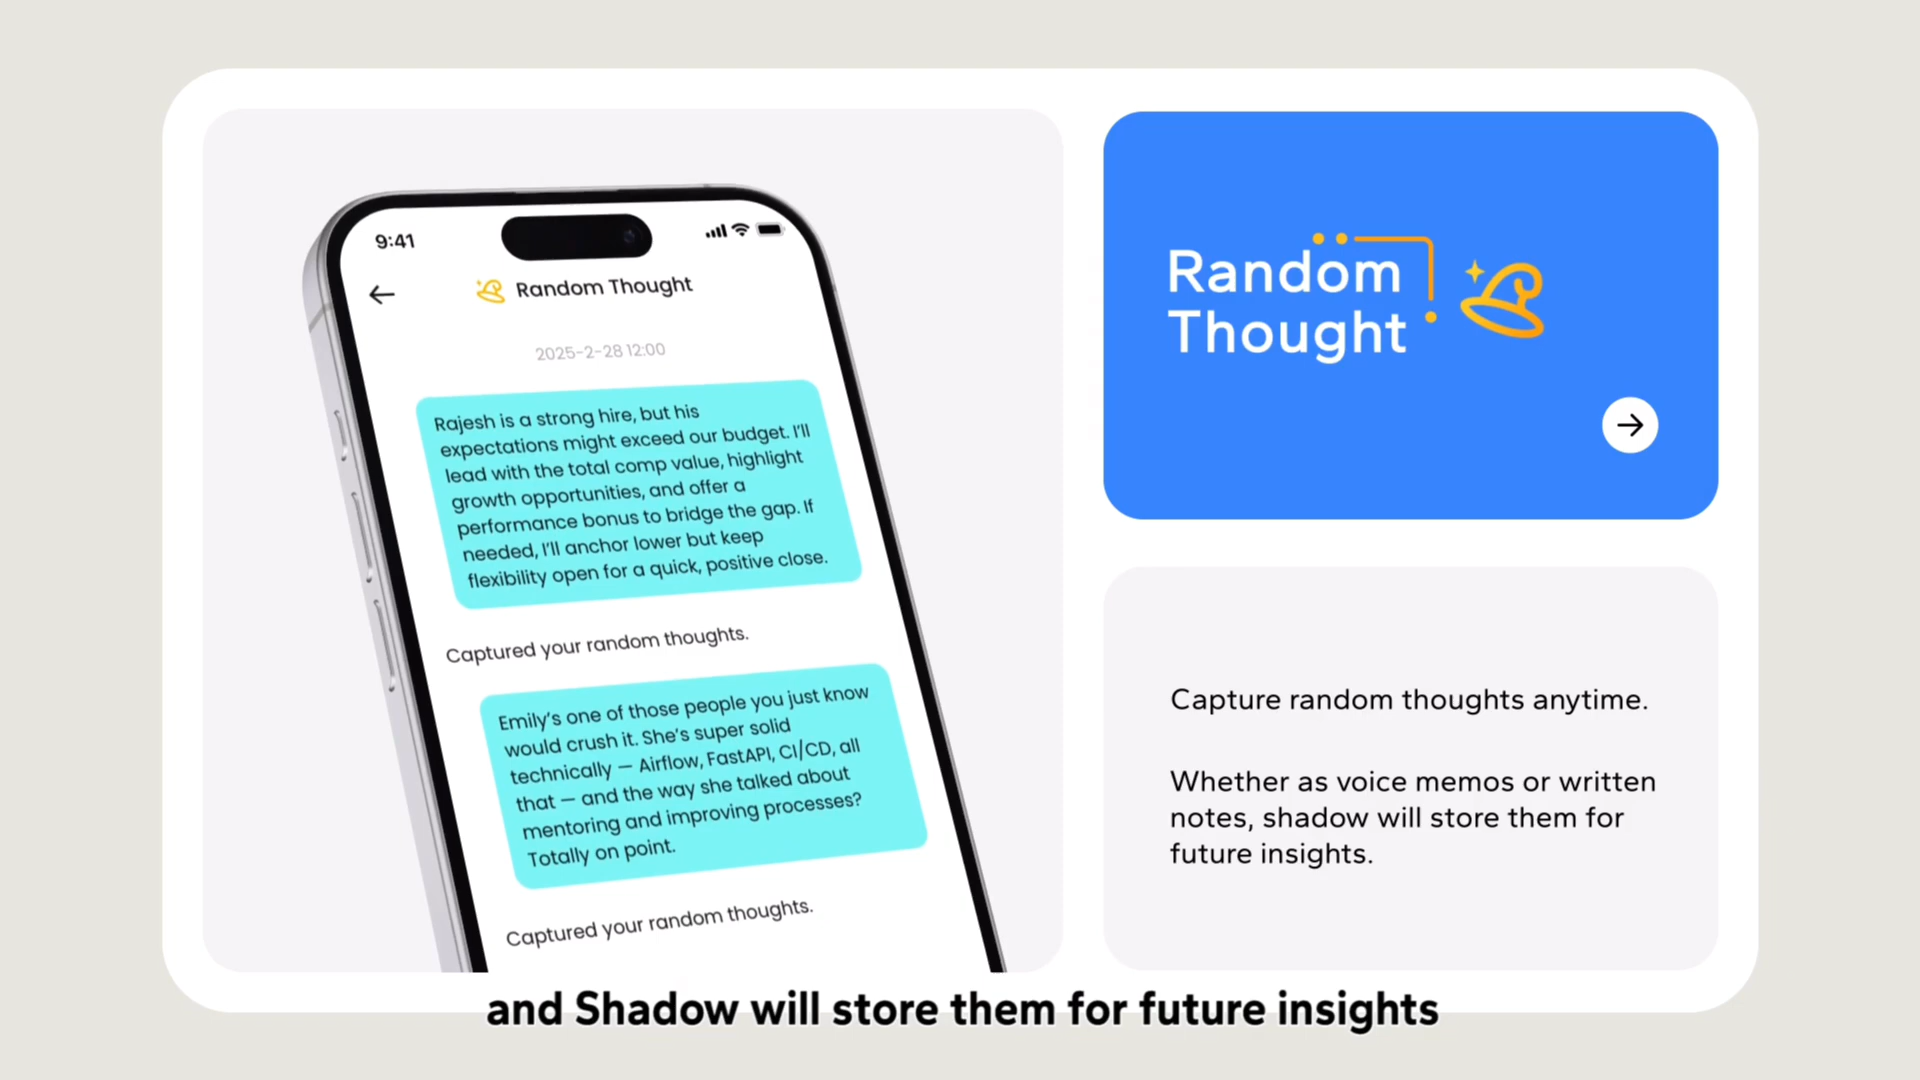 9:41
Random Thought
2025-2-28 12:00
Rajesh is a strong hire, but his
expectations might exceed our budget. I'll
lead with the total comp value, highlight
growth opportunities, and offer a
performance bonus to bridge the gap. If
needed, I'll anchor lower but keep
flexibility open for a quick, positive close.
Captured your random thoughts.
Emily's one of those people you just know
would crush it. She's super solid
technically — Airflow, FastAPI, CI/CD, all
that — and the way she talked about
mentoring and improving processes?
Totally on point.
Captured your random thoughts.
Random
Thought
Capture random thoughts anytime.
Whether as voice memos or written
notes, shadow will store them for
future insights.
and Shadow will store them for future insights